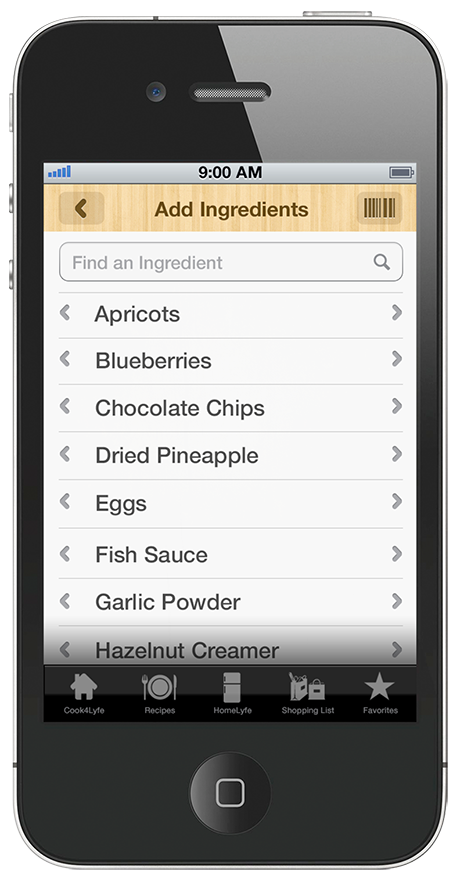 9:00 AM
Add Ingredients
Find an Ingredient
Apricots
Blueberries
Chocolate Chips
Dried Pineapple
Eggs
Fish Sauce
Garlic Powder
Hazelnut Creamer
Cook4Lyfe Recipes HomeLyfe Shopping List Favorites